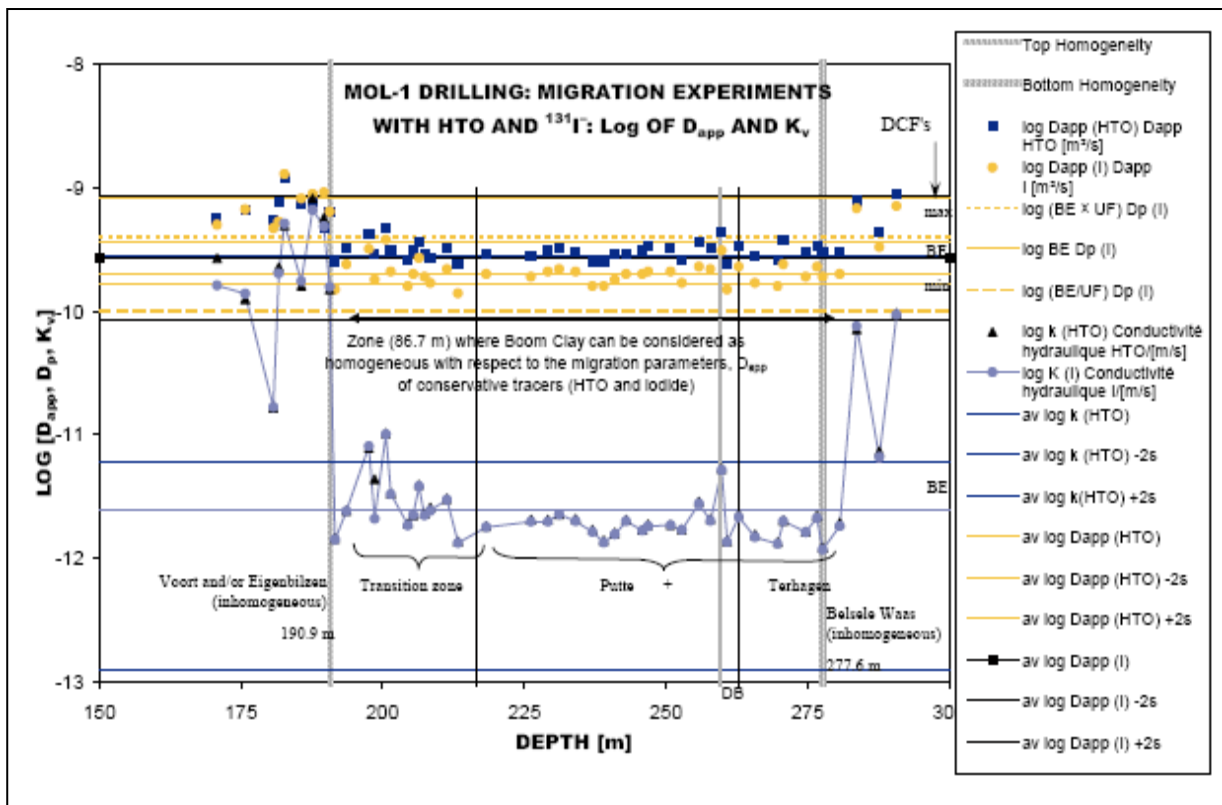 MOL-1 DRILLING: MIGRATION EXPERIMENTS
WITH HTO AND ¹³¹I⁻: Log OF Dapp AND Kv
DCF's
max
BE
min
Zone (86.7 m) where Boom Clay can be considered as
homogeneous with respect to the migration parameters, Dapp
of conservative tracers (HTO and iodide)
BE
Voort and/or Eigenbilzen
(inhomogeneous)
190.9 m
Transition zone
Putte + Terhagen
Belsele Waas
(inhomogeneous)
277.6 m
DB
LOG [Dapp, Dp, Kv]
-8
-9
-10
-11
-12
-13
150 175 200 225 250 275 30
DEPTH [m]
Top Homogeneity
Bottom Homogeneity
log Dapp (HTO) Dapp
HTO [m²/s]
log Dapp (I) Dapp
I [m²/s]
log (BE × UF) Dp (I)
log BE Dp (I)
log (BE/UF) Dp (I)
log k (HTO) Conductivité
hydraulique HTO/[m/s]
log K (I) Conductivité
hydraulique I/[m/s]
av log k (HTO)
av log k (HTO) -2s
av log k(HTO) +2s
av log Dapp (HTO)
av log Dapp (HTO) -2s
av log Dapp (HTO) +2s
av log Dapp (I)
av log Dapp (I) -2s
av log Dapp (I) +2s